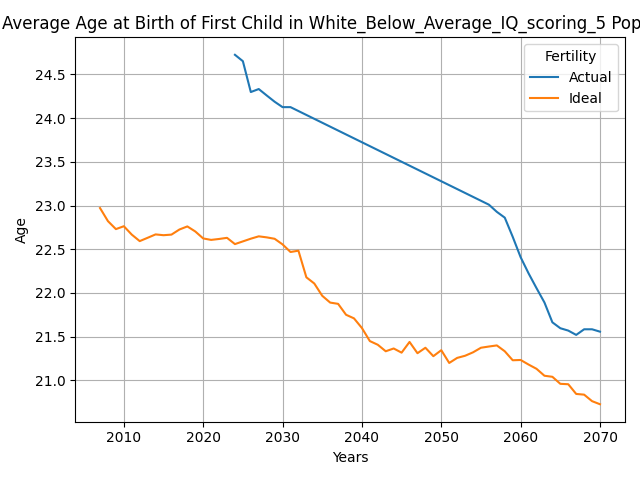 Average Age at Birth of First Child in White_Below_Average_IQ_scoring_5 Pop
Fertility
Actual
Ideal
24.5
24.0
23.5
23.0
22.5
22.0
21.5
21.0
Age
2010 2020 2030 2040 2050 2060 2070
Years